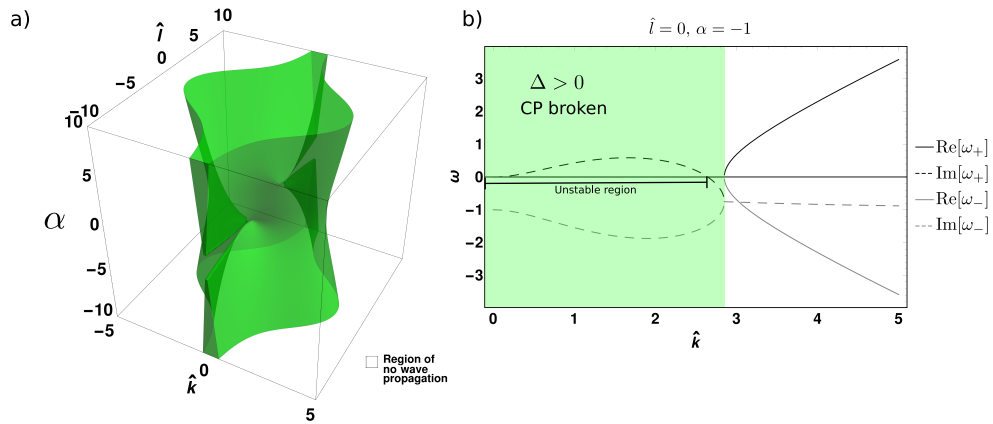 a)
10
l̂
5
0
−5
−10
10
5
α
0
−5
−10
−5
0
k̂
5
Region of
no wave
propagation
b)
l̂ = 0, α = −1
Δ > 0
CP broken
3
2
1
0
−1
−2
−3
ω
Unstable region
0
1
2
3
4
5
k̂
Re[ω₊]
Im[ω₊]
Re[ω₋]
Im[ω₋]